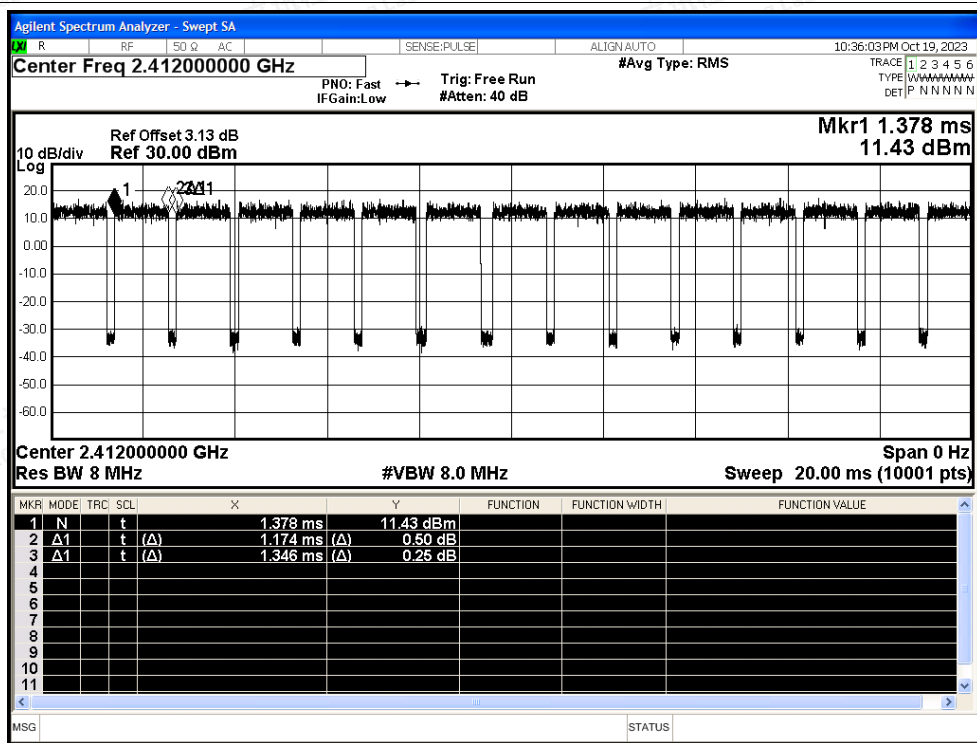 Agilent Spectrum Analyzer - Swept SA
LXI R RF 50 Ω AC SENSE:PULSE ALIGN AUTO 10:36:03 PM Oct 19, 2023
Center Freq 2.412000000 GHz #Avg Type: RMS TRACE 1 2 3 4 5 6
PNO: Fast Trig: Free Run TYPE
IFGain:Low #Atten: 40 dB DET P N N N N N
Mkr1 1.378 ms
11.43 dBm
Ref Offset 3.13 dB
10 dB/div Ref 30.00 dBm
Log
1
20.0
10.0
0.00
-10.0
-20.0
-30.0
-40.0
-50.0
-60.0
Center 2.412000000 GHz Span 0 Hz
Res BW 8 MHz #VBW 8.0 MHz Sweep 20.00 ms (10001 pts)
MKR MODE TRC SCL X Y FUNCTION FUNCTION WIDTH FUNCTION VALUE
1 N t 1.378 ms 11.43 dBm
2 Δ1 t (Δ) 1.174 ms (Δ) 0.50 dB
3 Δ1 t (Δ) 1.346 ms (Δ) 0.25 dB
4
5
6
7
8
9
10
11
MSG STATUS